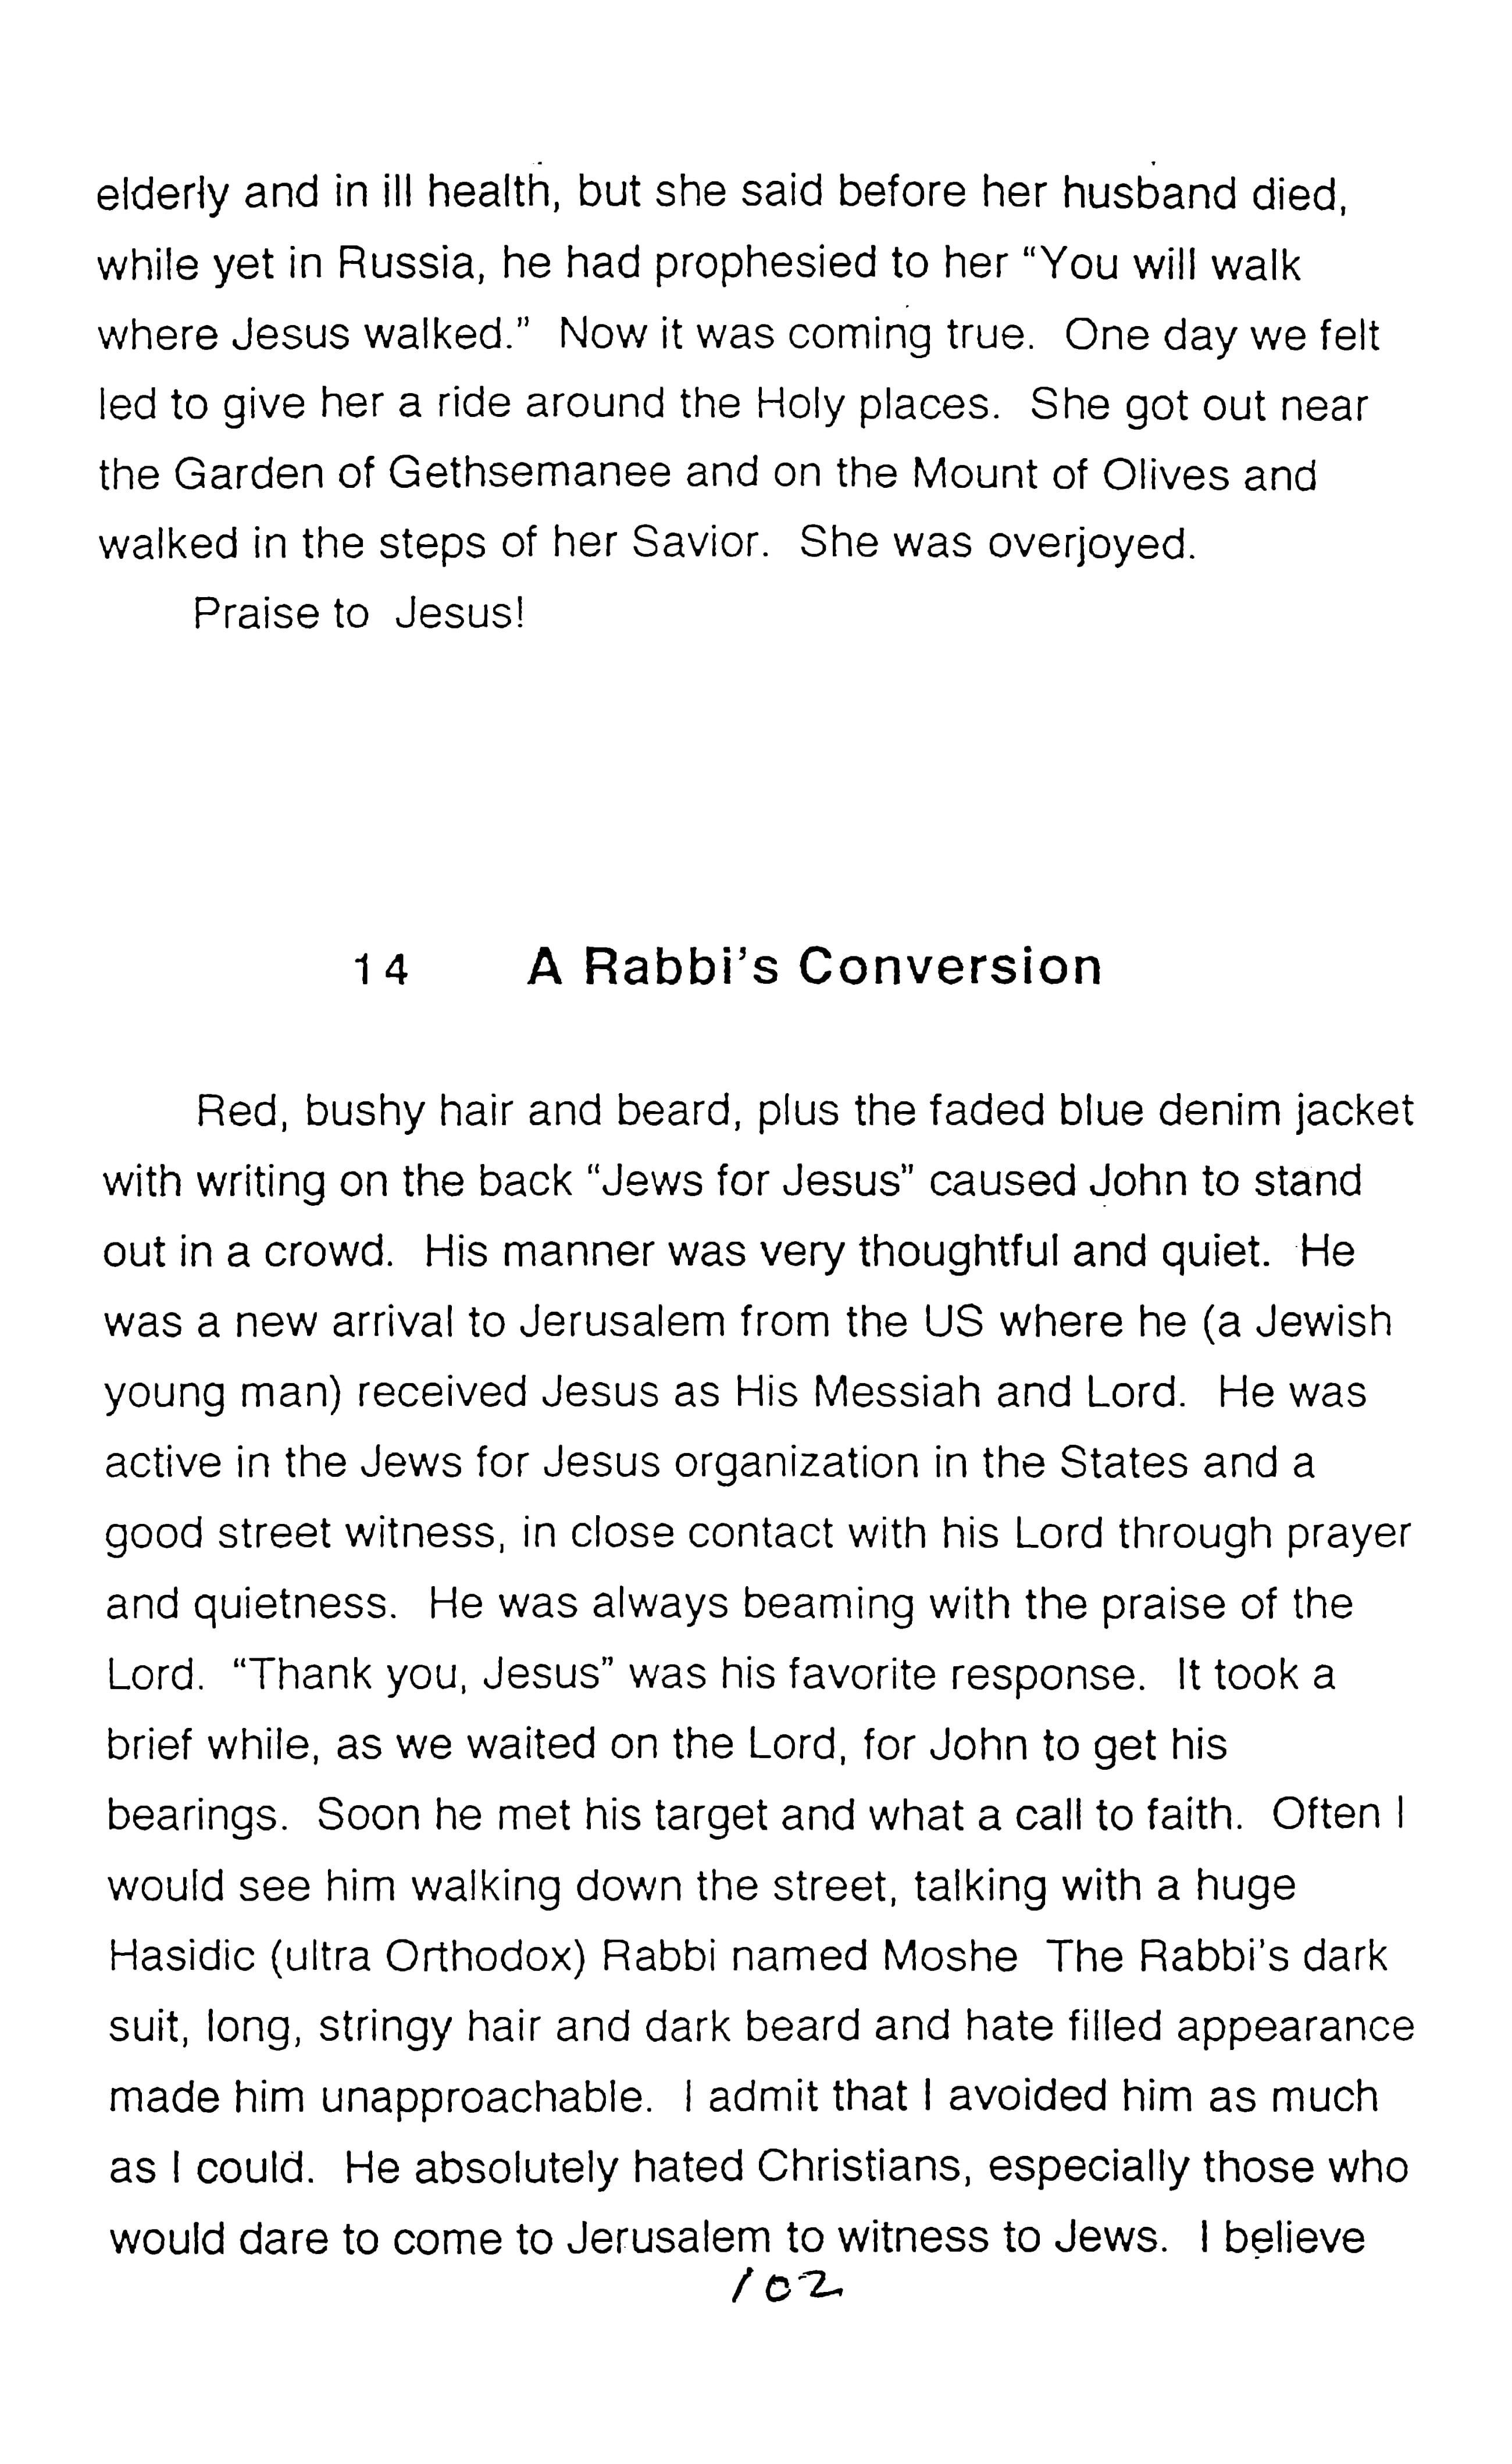 elderly and in ill health, but she said before her husband died,
while yet in Russia, he had prophesied to her “You will walk
where Jesus walked.” Now it was coming true. One day we felt
led to give her a ride around the Holy places. She got out near
the Garden of Gethsemanee and on the Mount of Olives and
walked in the steps of her Savior. She was overjoyed.
Praise to Jesus!
14 A Rabbi's Conversion
Red, bushy hair and beard, plus the faded blue denim jacket
with writing on the back “Jews for Jesus” caused John to stand
out in a crowd. His manner was very thoughtful and quiet. He
was a new arrival to Jerusalem from the US where he (a Jewish
young man) received Jesus as His Messiah and Lord. He was
active in the Jews for Jesus organization in the States and a
good street witness, in close contact with his Lord through prayer
and quietness. He was always beaming with the praise of the
Lord. “Thank you, Jesus” was his favorite response. It took a
brief while, as we waited on the Lord, for John to get his
bearings. Soon he met his target and what a call to faith. Often I
would see him walking down the street, talking with a huge
Hasidic (ultra Orthodox) Rabbi named Moshe The Rabbi's dark
suit, long, stringy hair and dark beard and hate filled appearance
made him unapproachable. I admit that I avoided him as much
as I could. He absolutely hated Christians, especially those who
would dare to come to Jerusalem to witness to Jews. I believe
102